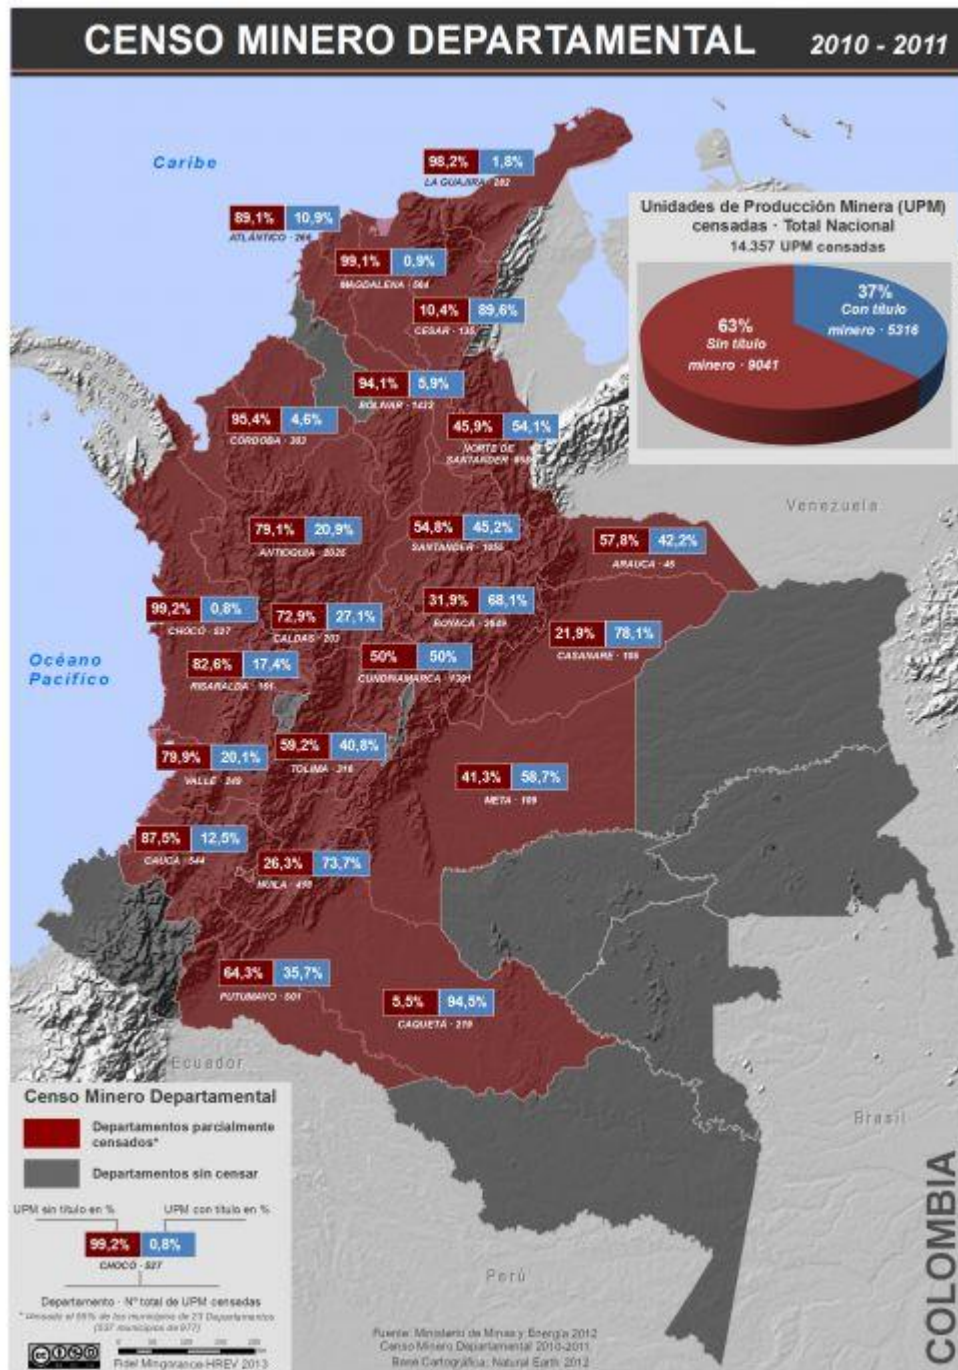 CENSO MINERO DEPARTAMENTAL 2010 - 2011
Caribe
98,2% 1,8%
LA GUAJIRA ·
89,1% 10,9%
ATLÁNTICO ·
99,1% 0,9%
MAGDALENA ·
10,4% 89,6%
CESAR ·
Unidades de Producción Minera (UPM)
censadas · Total Nacional
14.357 UPM censadas
37%
Con título
minero · 5316
63%
Sin título
minero · 9041
94,1% 5,9%
BOLIVAR ·
95,4% 4,6%
CÓRDOBA ·
45,9% 54,1%
NORTE DE
SANTANDER ·
Venezuela
79,1% 20,9%
ANTIOQUIA ·
54,8% 45,2%
SANTANDER ·
57,8% 42,2%
ARAUCA ·
99,2% 0,8%
CHOCÓ · 527
72,9% 27,1%
CALDAS ·
31,9% 68,1%
BOYACA ·
21,9% 78,1%
CASANARE ·
Océano
Pacífico
82,6% 17,4%
RISARALDA ·
50% 50%
CUNDINAMARCA ·
79,9% 20,1%
VALLE ·
59,2% 40,8%
TOLIMA ·
41,3% 58,7%
META ·
87,5% 12,5%
CAUCA · 544
26,3% 73,7%
HUILA ·
64,3% 35,7%
PUTUMAYO ·
5,5% 94,5%
CAQUETÁ ·
Ecuador
Brasil
Perú
COLOMBIA
Censo Minero Departamental
Departamentos parcialmente
censados*
Departamentos sin censar
UPM sin título en % UPM con título en %
99,2% 0,8%
CHOCÓ · 527
Departamento · Nº total de UPM censadas
de los municipios de 23 Departamentos
Fidel Mingorance-HREV 2013
Fuente: Ministerio de Minas y Energía 2012
Censo Minero Departamental 2010-2011
Base Cartográfica: Natural Earth 2012